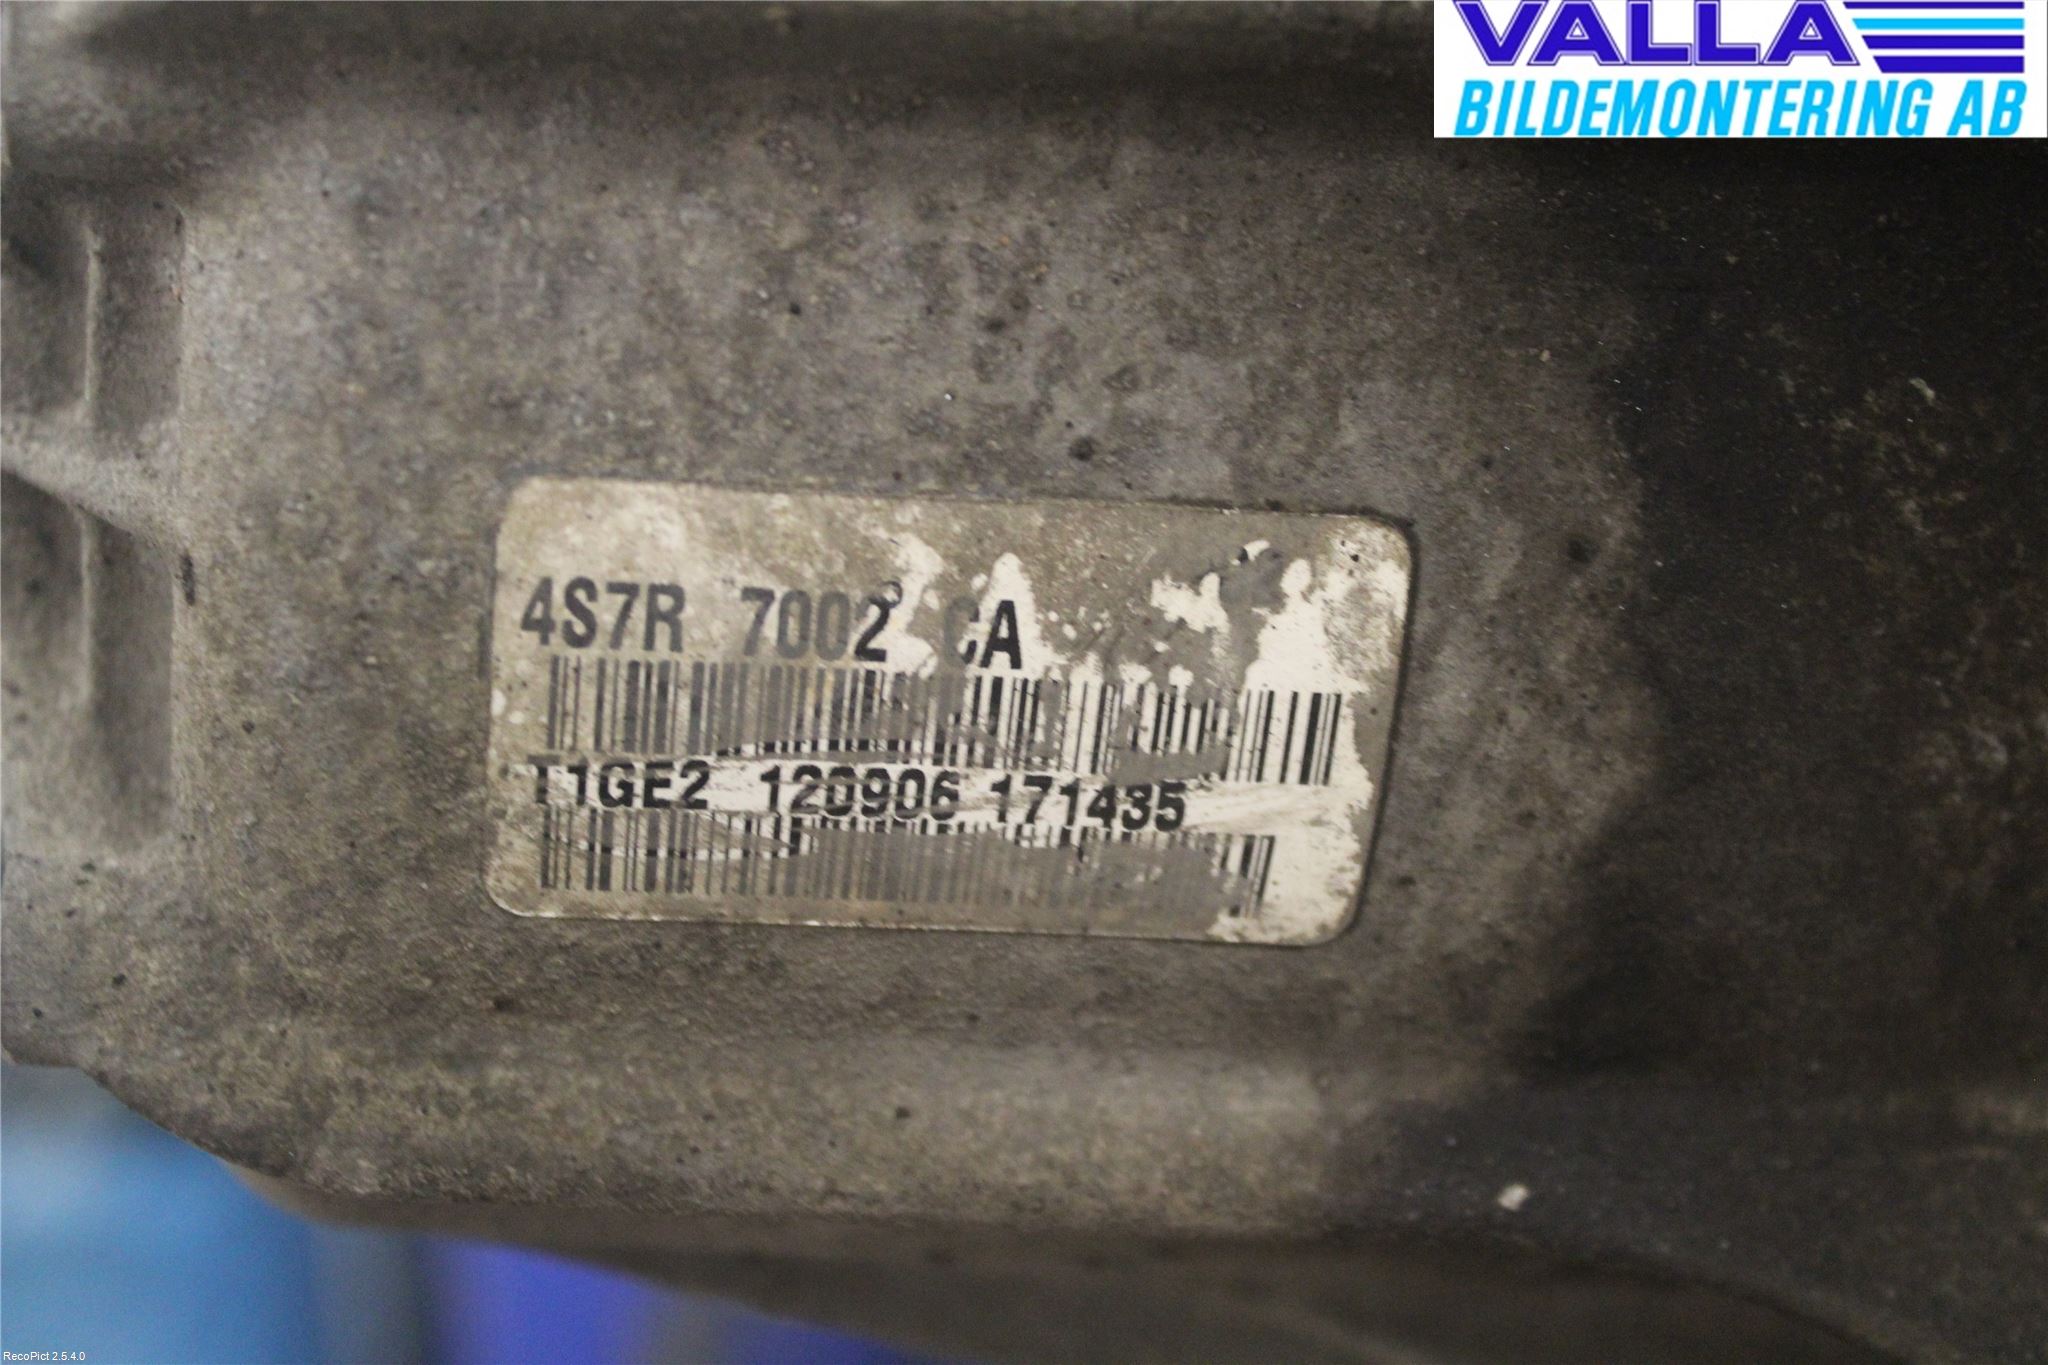 VALLA
BILDEMONTERING AB
4S7R 7002 CA
T1GE2 120906 171435
RecoPict 2.5.4.0